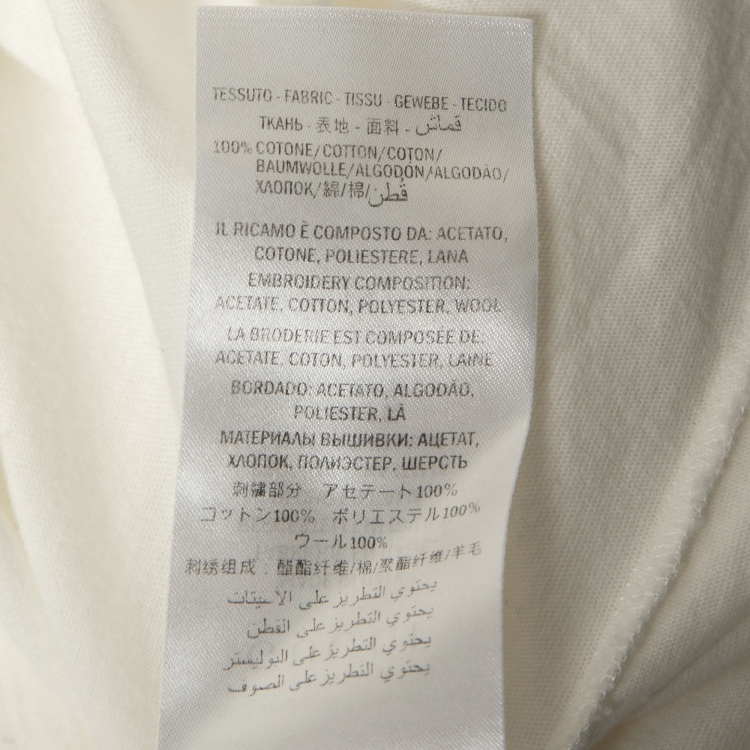 TESSUTO - FABRIC - TISSU - GEWEBE - TECIDO
ТКАНЬ - 表地 - 面料 - قماش
100% COTONE/COTTON/COTON/
BAUMWOLLE/ALGODÓN/ALGODÃO/
ХЛОПОК/綿/棉/قُطن
IL RICAMO È COMPOSTO DA: ACETATO,
COTONE, POLIESTERE, LANA
EMBROIDERY COMPOSITION:
ACETATE, COTTON, POLYESTER, WOOL
LA BRODERIE EST COMPOSÉE DE:
ACETATE, COTON, POLYESTER, LAINE
BORDADO: ACETATO, ALGODÃO,
POLIESTER, LÃ
МАТЕРИАЛЫ ВЫШИВКИ: АЦЕТАТ,
ХЛОПОК, ПОЛИЭСТЕР, ШЕРСТЬ
刺繍部分 アセテート100%
コットン100% ポリエステル100%
ウール100%
刺绣组成：醋酯纤维/棉/聚酯纤维/羊毛
يحتوي التطريز على الأسيتات
يحتوي التطريز على القطن
يحتوي التطريز على البوليستر
يحتوي التطريز على الصوف